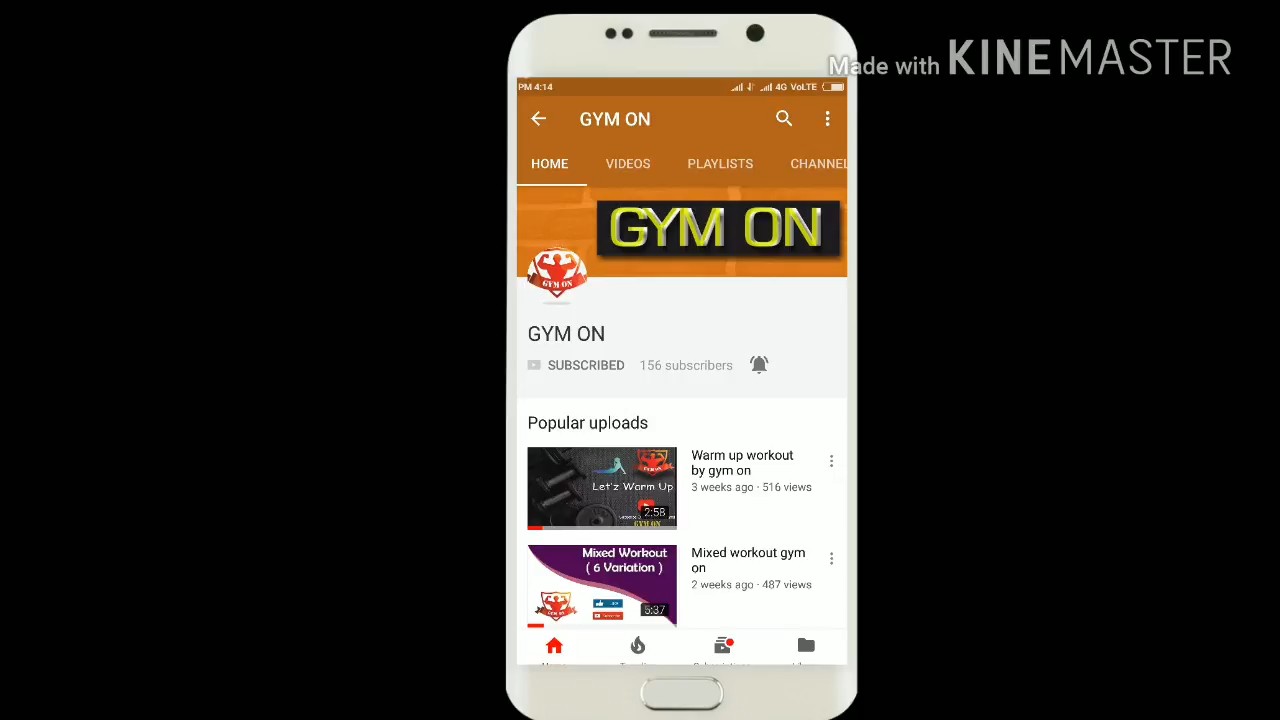 Made with KINEMASTER
PM 4:14
4G VoLTE
GYM ON
HOME VIDEOS PLAYLISTS CHANNEL
GYM ON
GYM ON
GYM ON
SUBSCRIBED 156 subscribers
Popular uploads
Let'z Warm Up
2:58
GYM ON
Warm up workout
by gym on
3 weeks ago · 516 views
Mixed Workout
( 6 Variation )
5:37
Mixed workout gym
on
2 weeks ago · 487 views